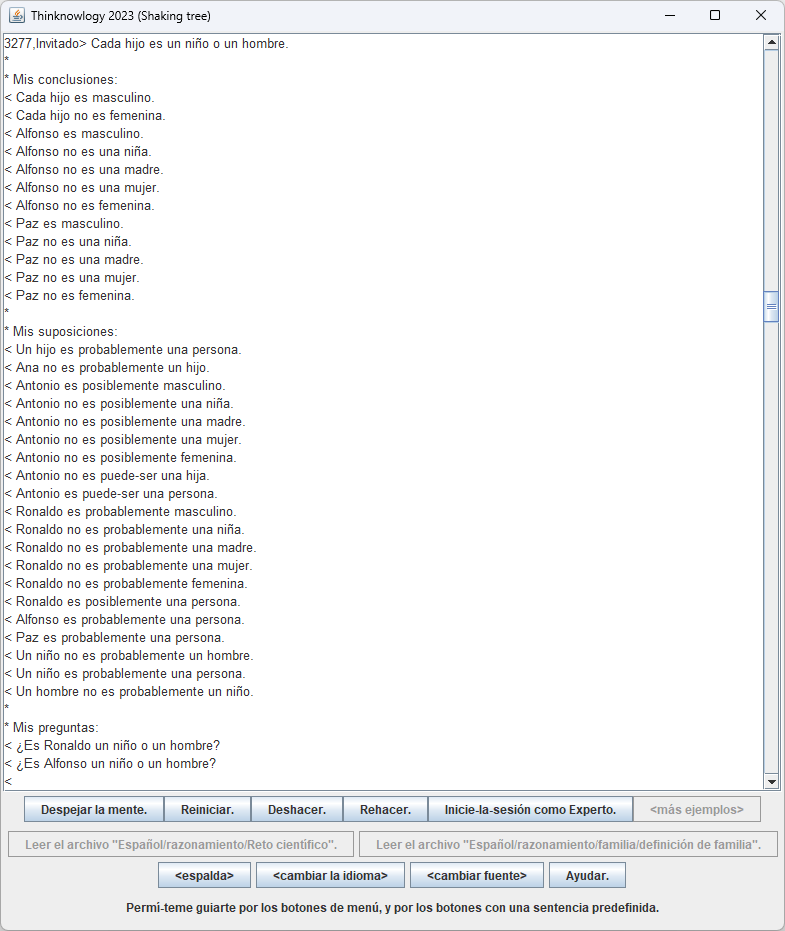 Thinknowlogy 2023 (Shaking tree)
3277,Invitado> Cada hijo es un niño o un hombre.
*
* Mis conclusiones:
< Cada hijo es masculino.
< Cada hijo no es femenina.
< Alfonso es masculino.
< Alfonso no es una niña.
< Alfonso no es una madre.
< Alfonso no es una mujer.
< Alfonso no es femenina.
< Paz es masculino.
< Paz no es una niña.
< Paz no es una madre.
< Paz no es una mujer.
< Paz no es femenina.
*
* Mis suposiciones:
< Un hijo es probablemente una persona.
< Ana no es probablemente un hijo.
< Antonio es posiblemente masculino.
< Antonio no es posiblemente una niña.
< Antonio no es posiblemente una madre.
< Antonio no es posiblemente una mujer.
< Antonio no es posiblemente femenina.
< Antonio no es puede-ser una hija.
< Antonio es puede-ser una persona.
< Ronaldo es probablemente masculino.
< Ronaldo no es probablemente una niña.
< Ronaldo no es probablemente una madre.
< Ronaldo no es probablemente una mujer.
< Ronaldo no es probablemente femenina.
< Ronaldo es posiblemente una persona.
< Alfonso es probablemente una persona.
< Paz es probablemente una persona.
< Un niño no es probablemente un hombre.
< Un niño es probablemente una persona.
< Un hombre no es probablemente un niño.
*
* Mis preguntas:
< ¿Es Ronaldo un niño o un hombre?
< ¿Es Alfonso un niño o un hombre?
<
Despejar la mente. Reiniciar. Deshacer. Rehacer. Inicie-la-sesión como Experto. <más ejemplos>
Leer el archivo "Español/razonamiento/Reto científico". Leer el archivo "Español/razonamiento/familia/definición de familia".
<espalda> <cambiar la idioma> <cambiar fuente> Ayudar.
Permí-teme guiarte por los botones de menú, y por los botones con una sentencia predefinida.